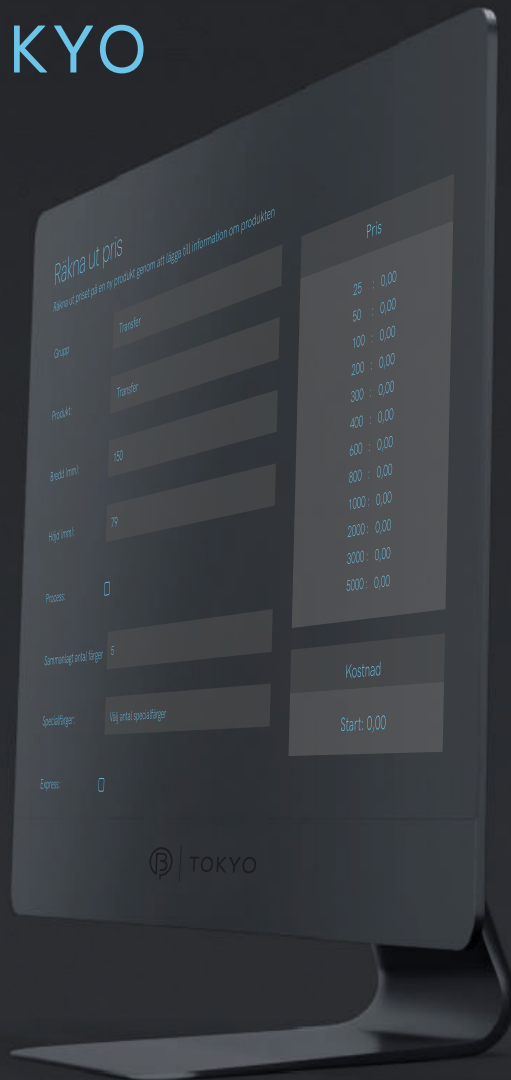 KYO
Räkna ut pris
Räkna ut priset på en ny produkt genom att lägga till information om produkten
Grupp
Transfer
Produkt:
Transfer
Bredd (mm):
150
Höjd (mm):
79
Process:
Sammanlagt antal färger
6
Specialfärger:
Välj antal specialfärger
Express:
Pris
25 : 0,00
50 : 0,00
100 : 0,00
200 : 0,00
300 : 0,00
400 : 0,00
600 : 0,00
800 : 0,00
1000 : 0,00
2000 : 0,00
3000 : 0,00
5000 : 0,00
Kostnad
Start: 0,00
TOKYO